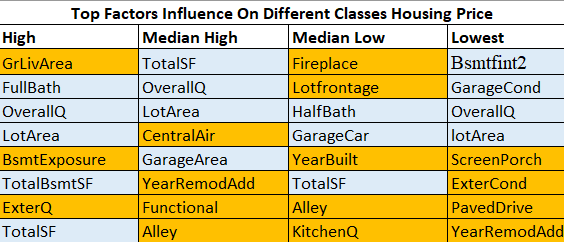 Top Factors Influence On Different Classes Housing Price
High Median High Median Low Lowest
GrLivArea TotalSF Fireplace Bsmtfint2
FullBath OverallQ Lotfrontage GarageCond
OverallQ LotArea HalfBath OverallQ
LotArea CentralAir GarageCar lotArea
BsmtExposure GarageArea YearBuilt ScreenPorch
TotalBsmtSF YearRemodAdd TotalSF ExterCond
ExterQ Functional Alley PavedDrive
TotalSF Alley KitchenQ YearRemodAdd